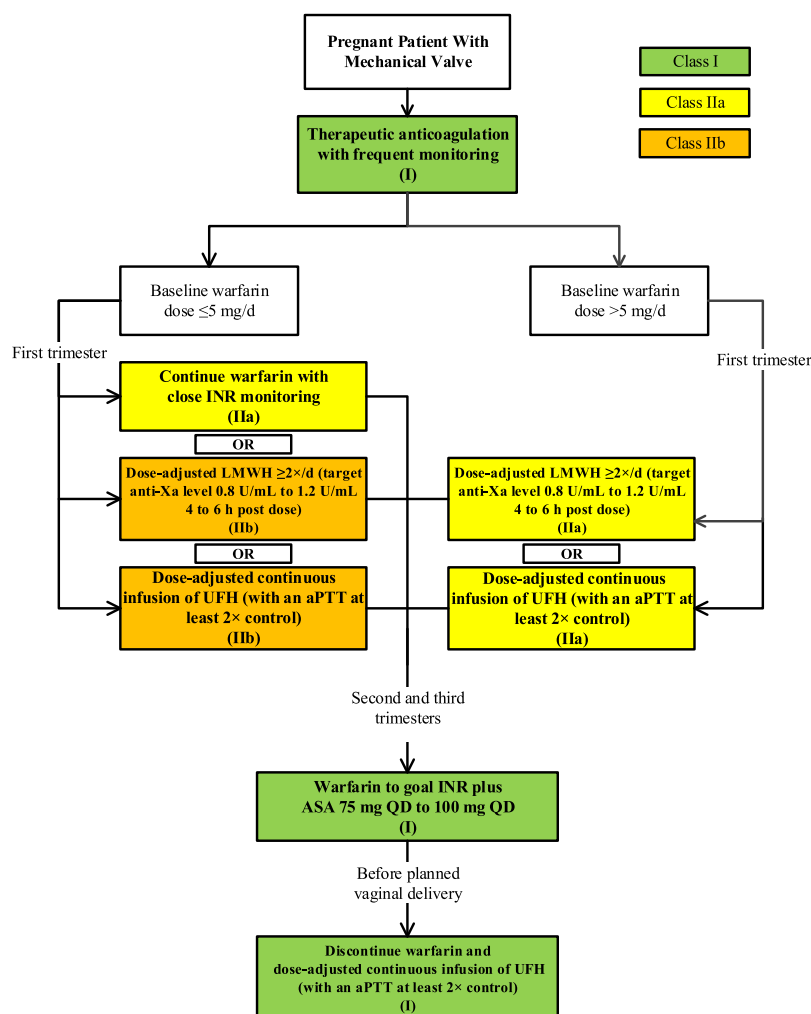 Pregnant Patient With
Mechanical Valve
Class I
Class IIa
Class IIb
Therapeutic anticoagulation
with frequent monitoring
(I)
Baseline warfarin
dose ≤5 mg/d
Baseline warfarin
dose >5 mg/d
First trimester
First trimester
Continue warfarin with
close INR monitoring
(IIa)
OR
Dose-adjusted LMWH ≥2×/d (target
anti-Xa level 0.8 U/mL to 1.2 U/mL
4 to 6 h post dose)
(IIb)
Dose-adjusted LMWH ≥2×/d (target
anti-Xa level 0.8 U/mL to 1.2 U/mL
4 to 6 h post dose)
(IIa)
OR
OR
Dose-adjusted continuous
infusion of UFH (with an aPTT at
least 2× control)
(IIb)
Dose-adjusted continuous
infusion of UFH (with an aPTT at
least 2× control)
(IIa)
Second and third
trimesters
Warfarin to goal INR plus
ASA 75 mg QD to 100 mg QD
(I)
Before planned
vaginal delivery
Discontinue warfarin and
dose-adjusted continuous infusion of UFH
(with an aPTT at least 2× control)
(I)